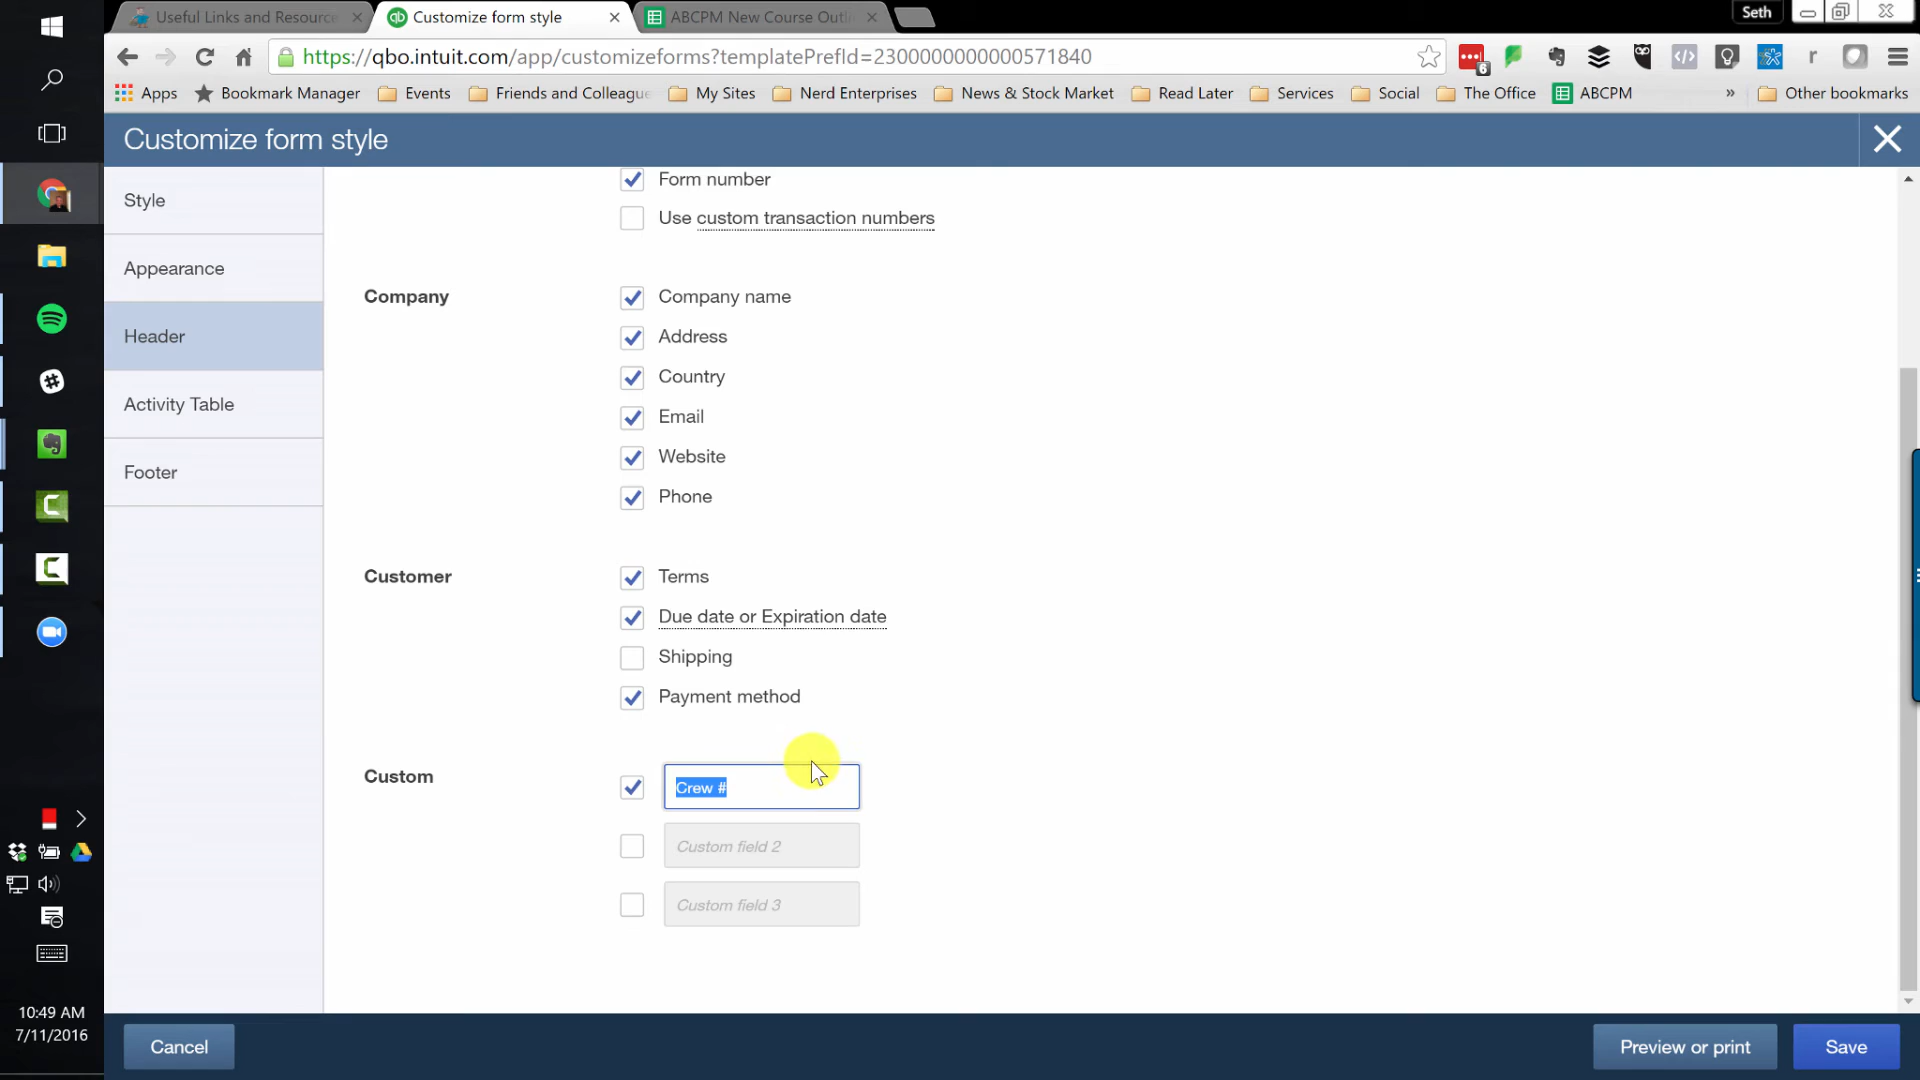 Useful Links and Resource
Customize form style
ABCPM New Course Outli
Seth
https://qbo.intuit.com/app/customizeforms?templatePrefId=2300000000000571840
6
r
Apps
Bookmark Manager
Events
Friends and Colleague
My Sites
Nerd Enterprises
News & Stock Market
Read Later
Services
Social
The Office
ABCPM
»
Other bookmarks
Customize form style
Style
Appearance
Header
Activity Table
Footer
Form number
Use custom transaction numbers
Company
Company name
Address
Country
Email
Website
Phone
Customer
Terms
Due date or Expiration date
Shipping
Payment method
Custom
Crew #
Custom field 2
Custom field 3
10:49 AM
7/11/2016
Cancel
Preview or print
Save